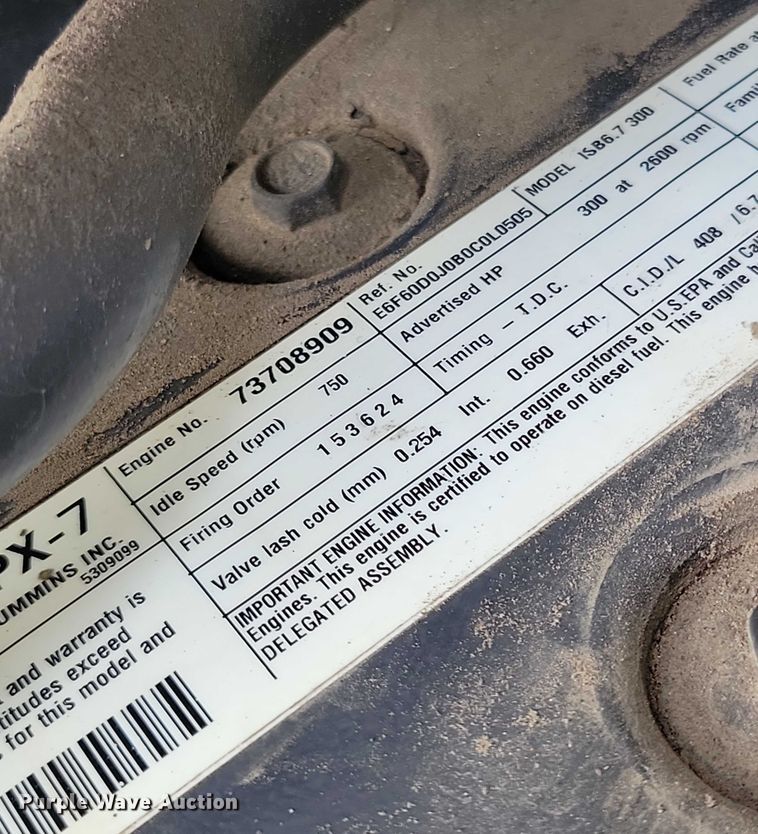 PX-7
CUMMINS INC.
5309099
and warranty is
titudes exceed
for this model and
Engine No. 73708909
Idle Speed (rpm) 750
Firing Order 1 5 3 6 2 4
Valve lash cold (mm) 0.254 Int. 0.660 Exh.
IMPORTANT ENGINE INFORMATION: This engine conforms to U.S.EPA and
Engines. This engine is certified to operate on diesel fuel. This engine
DELEGATED ASSEMBLY.
Ref. No.
E6F60D0J0B0C0L0505
Advertised HP 300 at 2600 rpm
Timing - T.D.C.
C.I.D./L 408 /6.7
MODEL ISB6.7 300
Fuel Rate
Purple Wave Auction